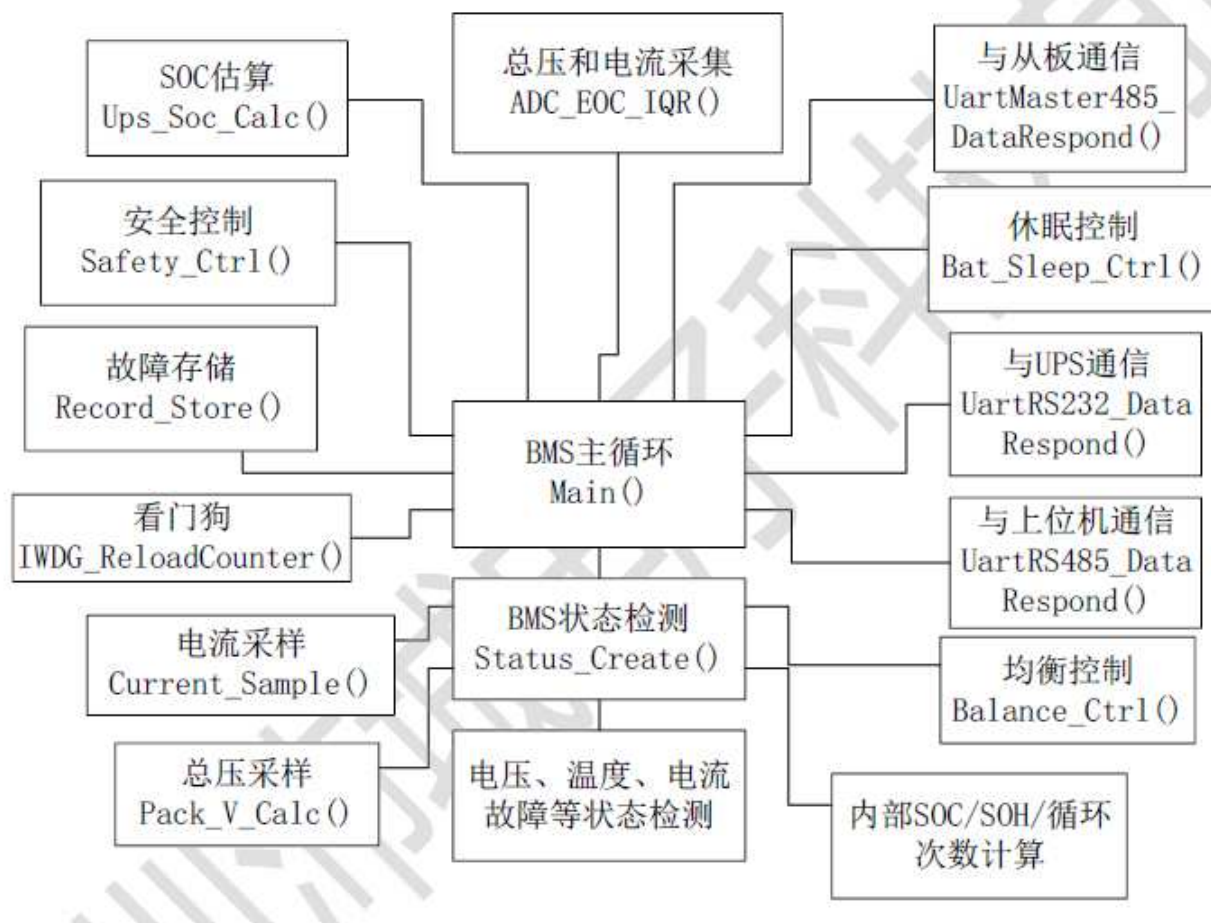 SOC估算
Ups_Soc_Calc()
总压和电流采集
ADC_EOC_IQR()
与从板通信
UartMaster485_
DataRespond()
安全控制
Safety_Ctrl()
休眠控制
Bat_Sleep_Ctrl()
故障存储
Record_Store()
与UPS通信
UartRS232_Data
Respond()
BMS主循环
Main()
看门狗
IWDG_ReloadCounter()
与上位机通信
UartRS485_Data
Respond()
电流采样
Current_Sample()
BMS状态检测
Status_Create()
均衡控制
Balance_Ctrl()
总压采样
Pack_V_Calc()
电压、温度、电流
故障等状态检测
内部SOC/SOH/循环
次数计算